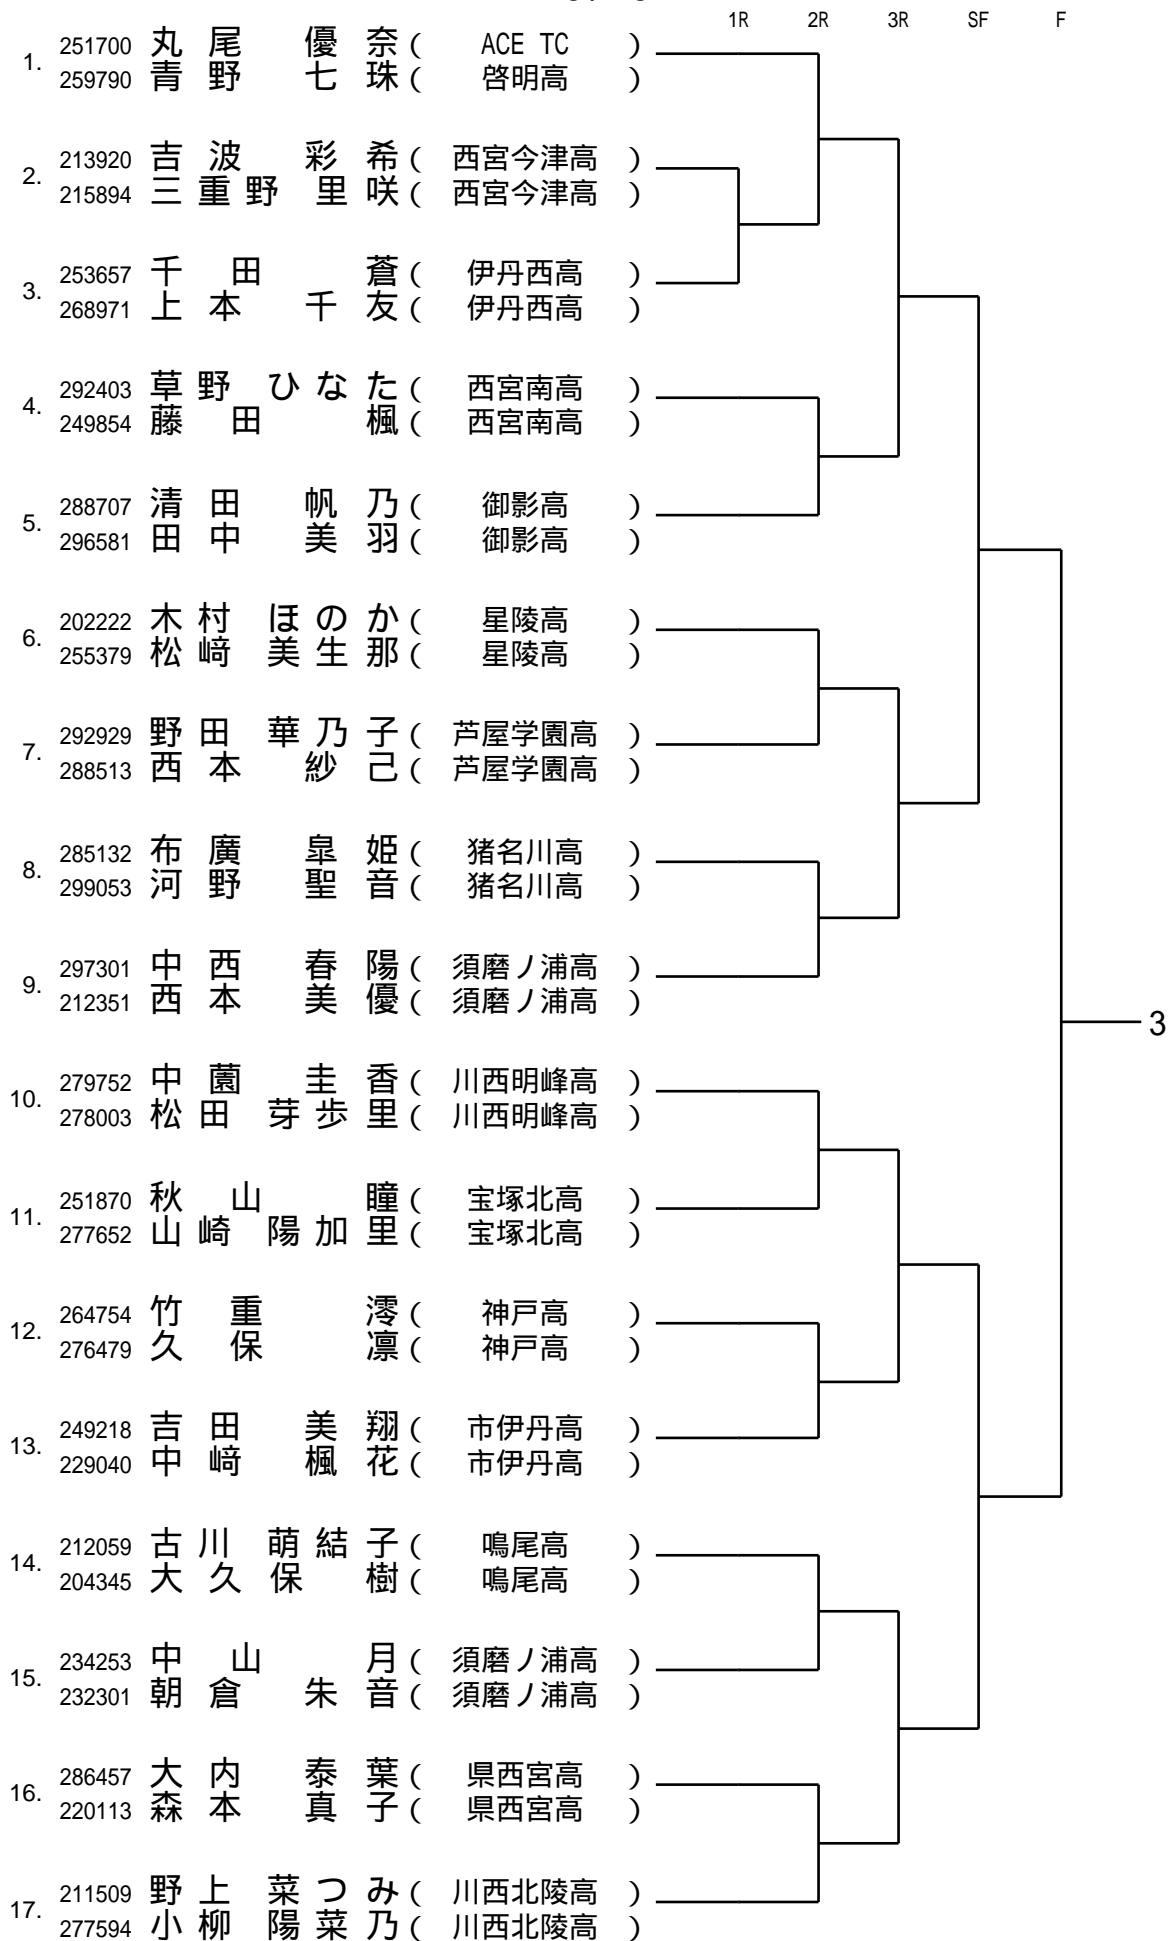 1R 2R 3R SF F
1. 251700 丸尾 優奈 ( ACE TC )
259790 青野 七珠 ( 啓明高 )
2. 213920 吉波 彩希 ( 西宮今津高 )
215894 三重野 里咲 ( 西宮今津高 )
3. 253657 千田 蒼 ( 伊丹西高 )
268971 上本 千友 ( 伊丹西高 )
4. 292403 草野 ひなた ( 西宮南高 )
249854 藤田 楓 ( 西宮南高 )
5. 288707 清田 帆乃 ( 御影高 )
296581 田中 美羽 ( 御影高 )
6. 202222 木村 ほのか ( 星陵高 )
255379 松﨑 美生那 ( 星陵高 )
7. 292929 野田 華乃子 ( 芦屋学園高 )
288513 西本 紗己 ( 芦屋学園高 )
8. 285132 布廣 皐姫 ( 猪名川高 )
299053 河野 聖音 ( 猪名川高 )
9. 297301 中西 春陽 ( 須磨ノ浦高 )
212351 西本 美優 ( 須磨ノ浦高 )
3
10. 279752 中薗 圭香 ( 川西明峰高 )
278003 松田 芽歩里 ( 川西明峰高 )
11. 251870 秋山 瞳 ( 宝塚北高 )
277652 山崎 陽加里 ( 宝塚北高 )
12. 264754 竹重 澪 ( 神戸高 )
276479 久保 凛 ( 神戸高 )
13. 249218 吉田 美翔 ( 市伊丹高 )
229040 中﨑 楓花 ( 市伊丹高 )
14. 212059 古川 萌結子 ( 鳴尾高 )
204345 大久保 樹 ( 鳴尾高 )
15. 234253 中山 月 ( 須磨ノ浦高 )
232301 朝倉 朱音 ( 須磨ノ浦高 )
16. 286457 大内 泰葉 ( 県西宮高 )
220113 森本 真子 ( 県西宮高 )
17. 211509 野上 菜つみ ( 川西北陵高 )
277594 小柳 陽菜乃 ( 川西北陵高 )